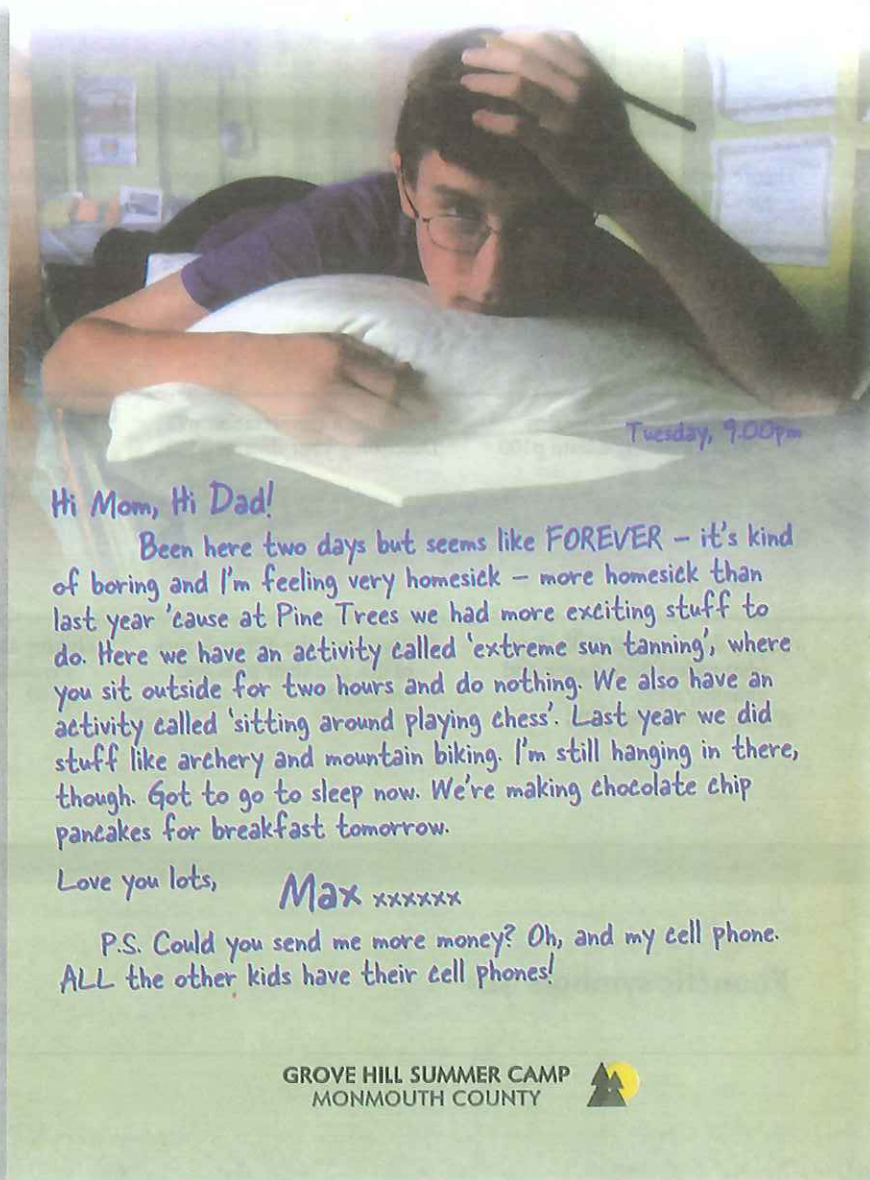 Tuesday, 9.00pm
Hi Mom, Hi Dad!
Been here two days but seems like FOREVER – it's kind
of boring and I'm feeling very homesick – more homesick than
last year 'cause at Pine Trees we had more exciting stuff to
do. Here we have an activity called 'extreme sun tanning', where
you sit outside for two hours and do nothing. We also have an
activity called 'sitting around playing chess'. Last year we did
stuff like archery and mountain biking. I'm still hanging in there,
though. Got to go to sleep now. We're making chocolate chip
pancakes for breakfast tomorrow.
Love you lots,
Max xxxxxx
P.S. Could you send me more money? Oh, and my cell phone.
ALL the other kids have their cell phones!
GROVE HILL SUMMER CAMP
MONMOUTH COUNTY